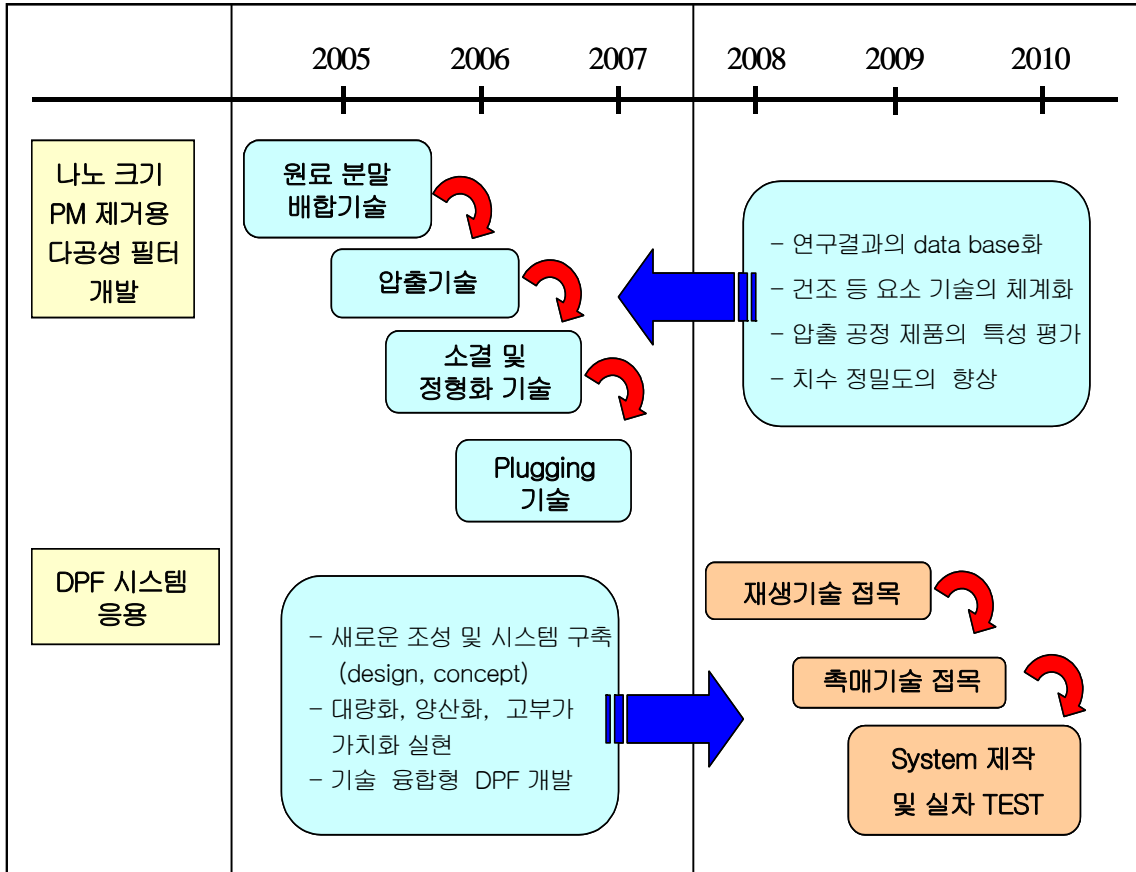 2005 2006 2007 2008 2009 2010
나노 크기
PM 제거용
다공성 필터
개발
원료 분말
배합기술
압출기술
소결 및
정형화 기술
Plugging
기술
- 연구결과의 data base화
- 건조 등 요소 기술의 체계화
- 압출 공정 제품의 특성 평가
- 치수 정밀도의 향상
DPF 시스템
응용
- 새로운 조성 및 시스템 구축
(design, concept)
- 대량화, 양산화, 고부가
가치화 실현
- 기술 융합형 DPF 개발
재생기술 접목
촉매기술 접목
System 제작
및 실차 TEST